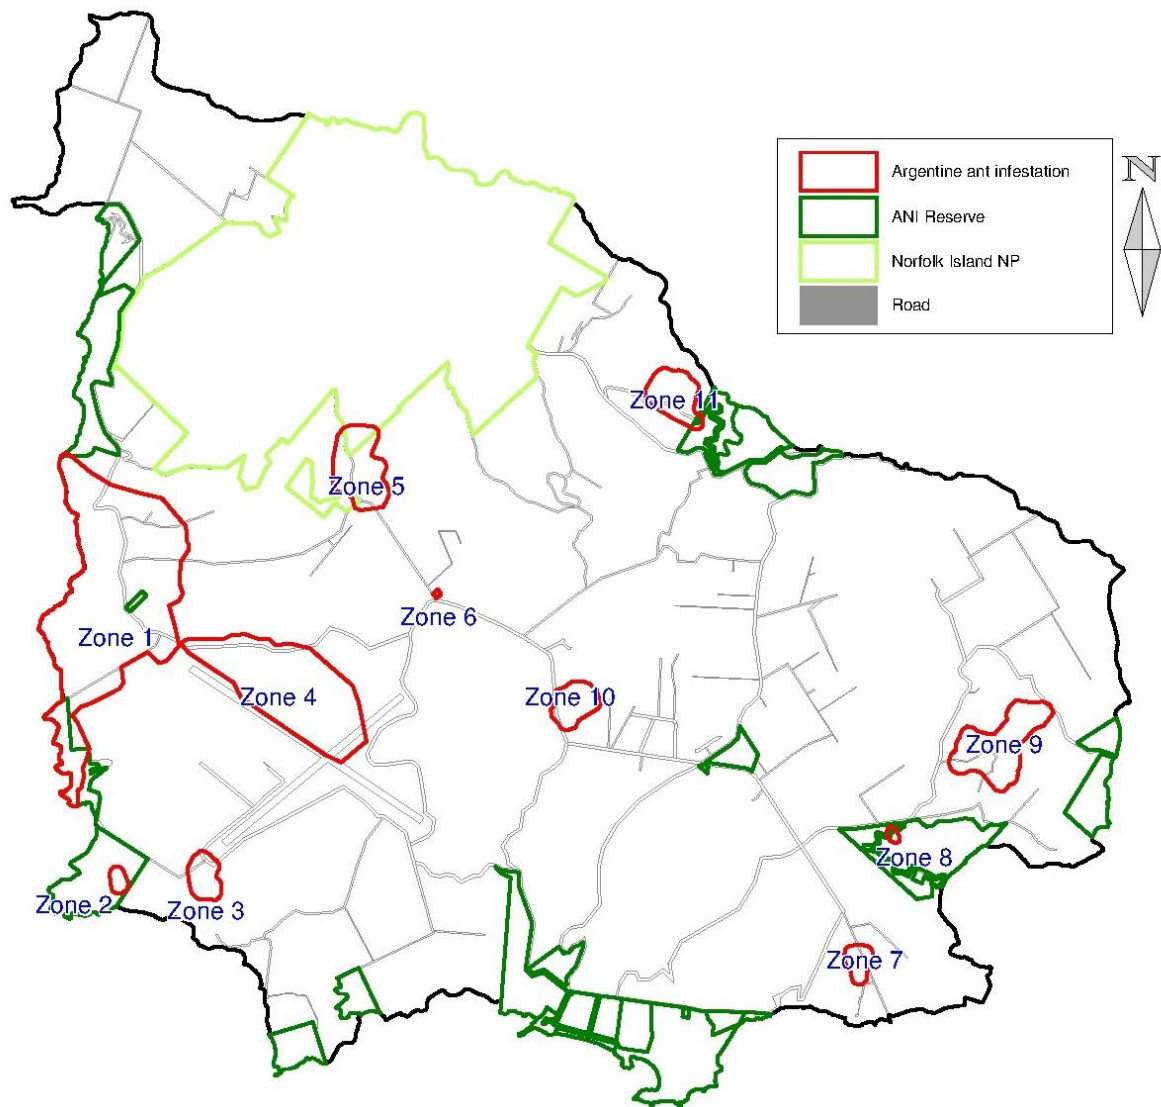 N
Argentine ant infestation
ANI Reserve
Norfolk Island NP
Road
Zone 11
Zone 5
Zone 6
Zone 1
Zone 4
Zone 10
Zone 9
Zone 8
Zone 2
Zone 3
Zone 7